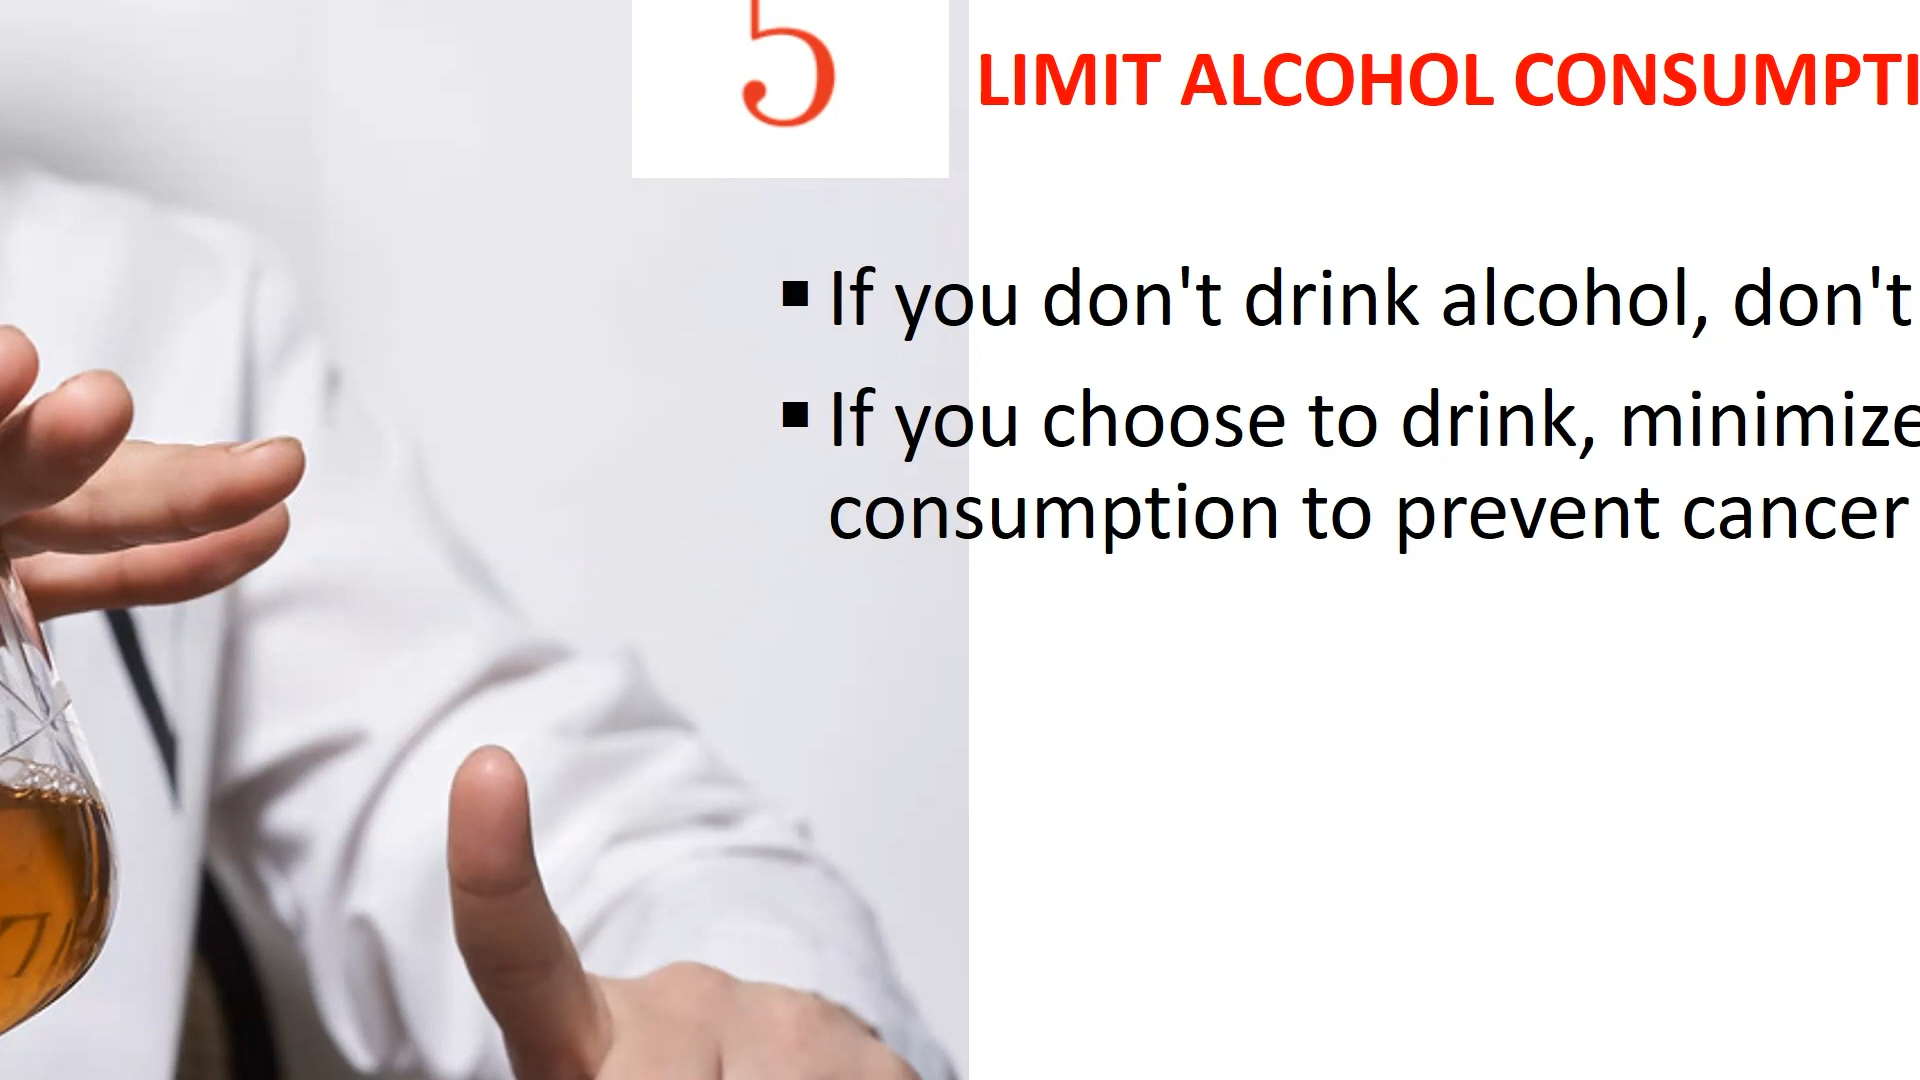 5
LIMIT ALCOHOL CONSUMPTI
▪ If you don't drink alcohol, don't
▪ If you choose to drink, minimize
consumption to prevent cancer